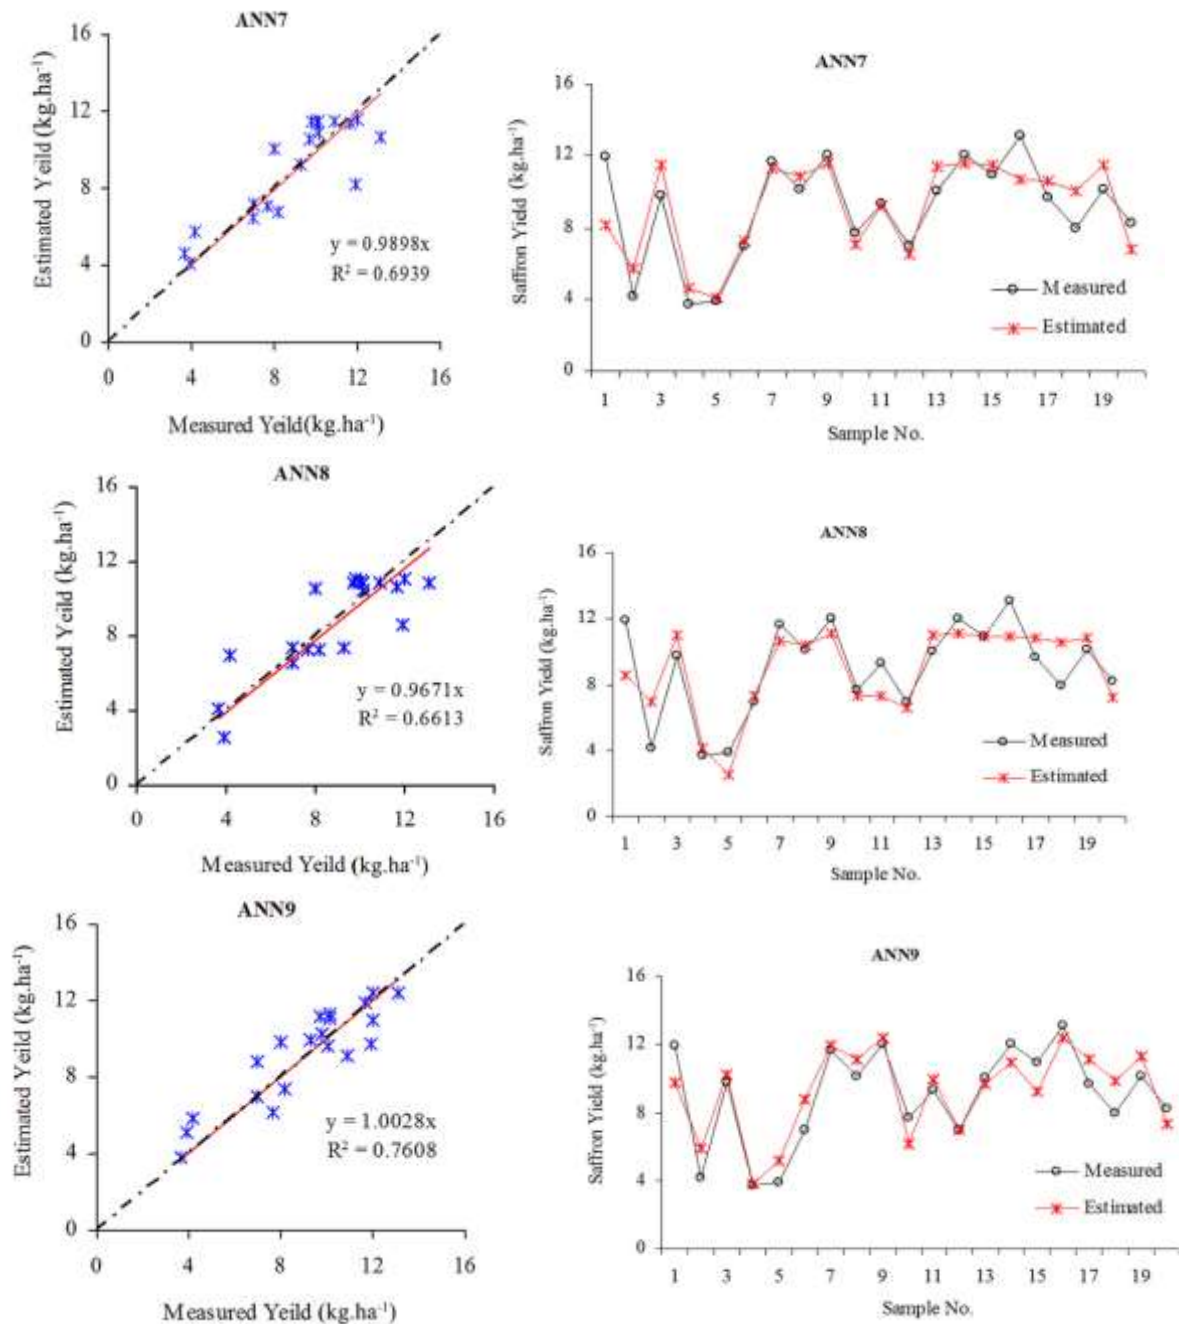 ANN7
Estimated Yeild (kg.ha⁻¹)
16
12
8
4
0
y = 0.9898x
R² = 0.6939
0 4 8 12 16
Measured Yeild(kg.ha⁻¹)
ANN7
Saffron Yield (kg.ha⁻¹)
16
12
8
4
0
Measured
Estimated
1 3 5 7 9 11 13 15 17 19
Sample No.
ANN8
Estimated Yeild (kg.ha⁻¹)
16
12
8
4
0
y = 0.9671x
R² = 0.6613
0 4 8 12 16
Measured Yeild (kg.ha⁻¹)
ANN8
Saffron Yield (kg.ha⁻¹)
16
12
8
4
0
Measured
Estimated
1 3 5 7 9 11 13 15 17 19
Sample No.
ANN9
Estimated Yeild (kg.ha⁻¹)
16
12
8
4
0
y = 1.0028x
R² = 0.7608
0 4 8 12 16
Measured Yeild (kg.ha⁻¹)
ANN9
Saffron Yield (kg.ha⁻¹)
16
12
8
4
0
Measured
Estimated
1 3 5 7 9 11 13 15 17 19
Sample No.